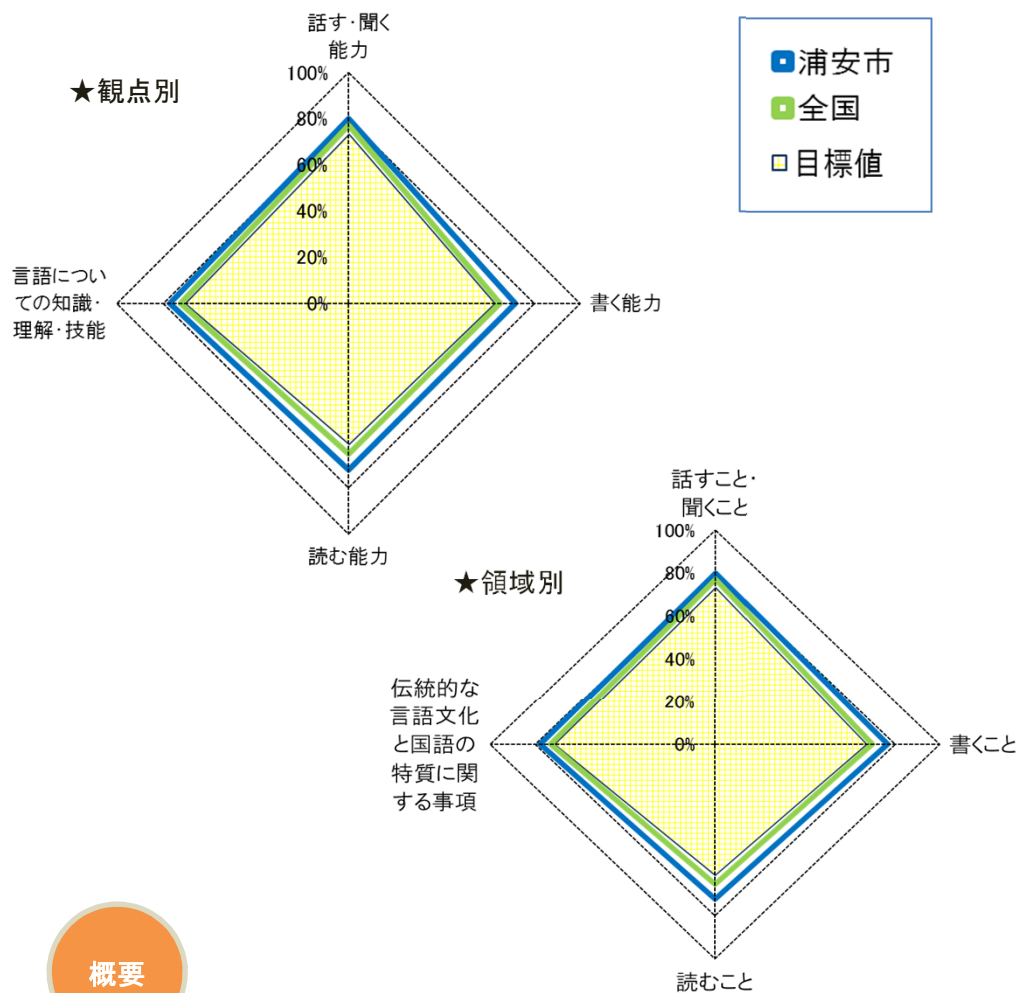 ★観点別
話す・聞く
能力
100%
80%
60%
40%
20%
0%
言語につい
ての知識・
理解・技能
書く能力
読む能力
浦安市
全国
目標値
★領域別
話すこと・
聞くこと
100%
80%
60%
40%
20%
0%
伝統的な
言語文化
と国語の
特質に関
する事項
書くこと
読むこと
概要